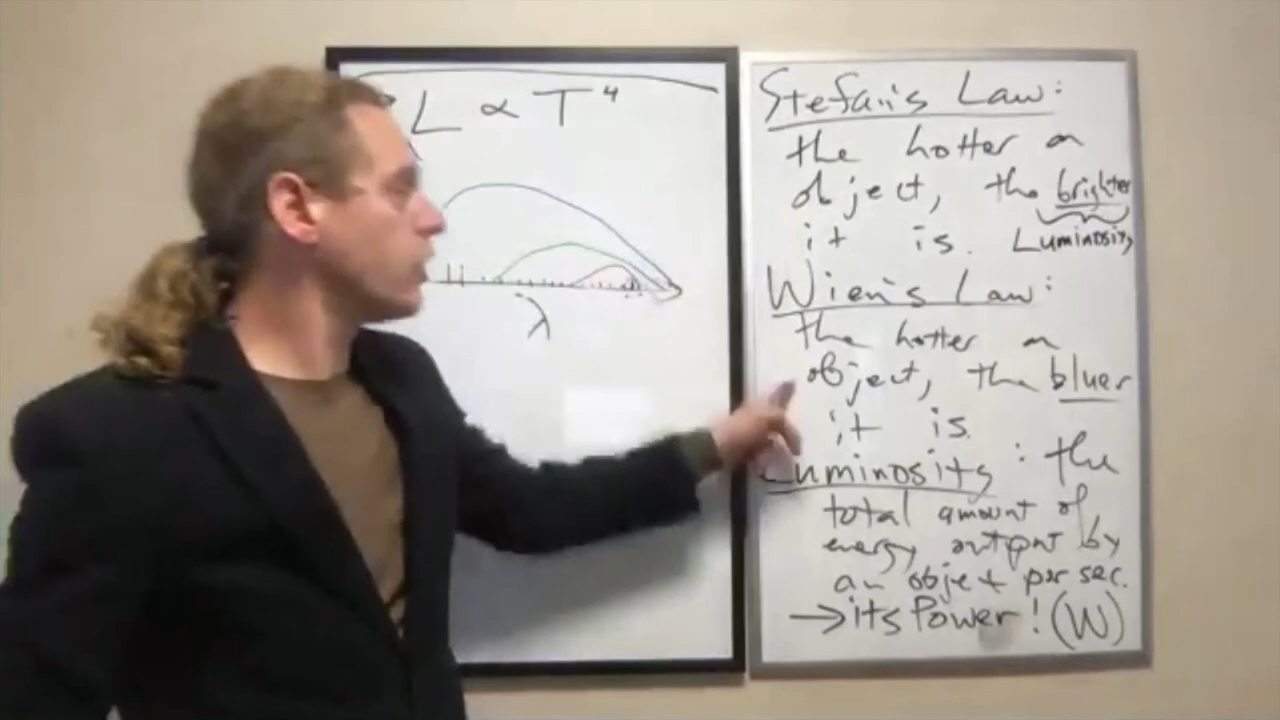 L ∝ T⁴
λ
Stefan's Law:
the hotter an
object, the brighter
it is. Luminosity
Wien's Law:
the hotter an
object, the bluer
it is.
Luminosity: the
total amount of
energy output by
an object per sec.
→ its Power! (W)